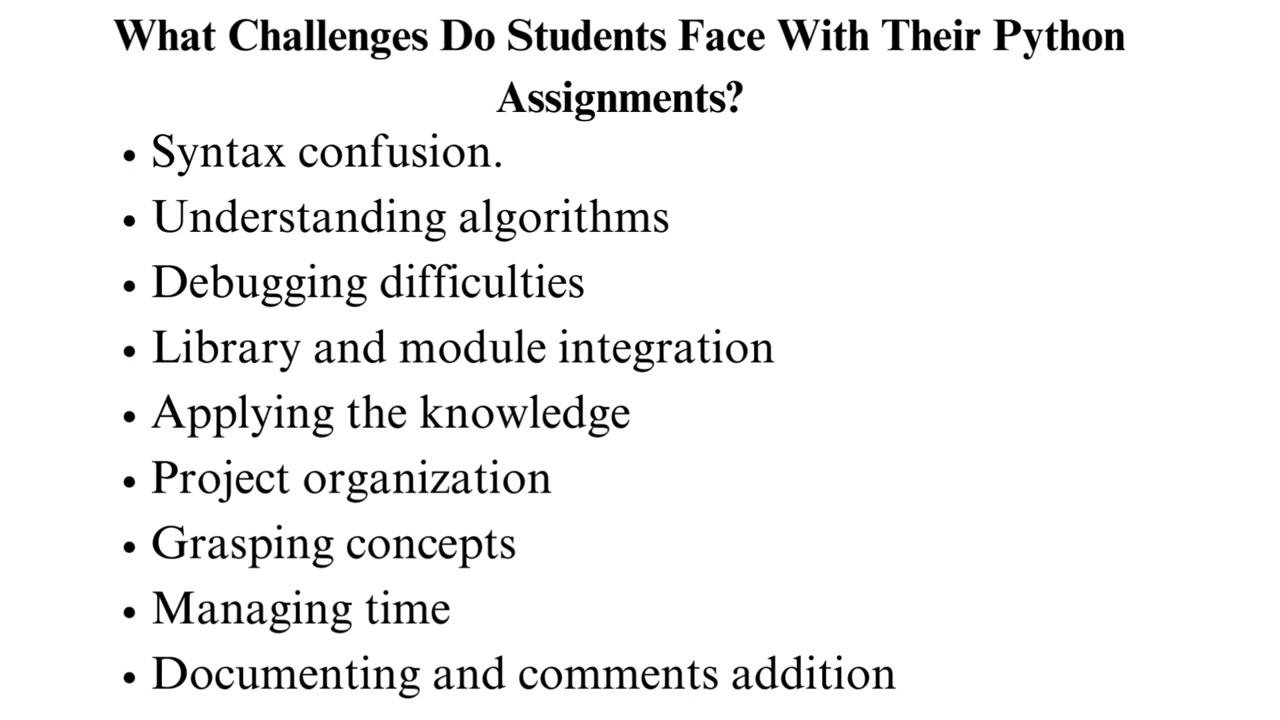 What Challenges Do Students Face With Their Python
Assignments?
• Syntax confusion.
• Understanding algorithms
• Debugging difficulties
• Library and module integration
• Applying the knowledge
• Project organization
• Grasping concepts
• Managing time
• Documenting and comments addition